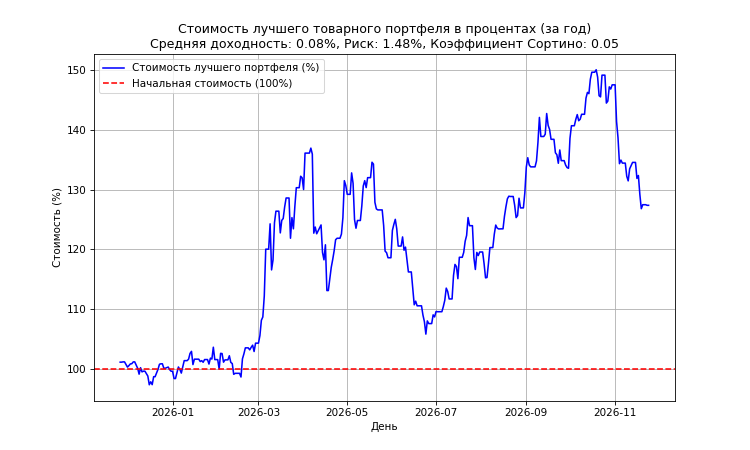 Стоимость лучшего товарного портфеля в процентах (за год)
Средняя доходность: 0.08%, Риск: 1.48%, Коэффициент Сортино: 0.05
Стоимость лучшего портфеля (%)
Начальная стоимость (100%)
Стоимость (%)
150
140
130
120
110
100
2026-01
2026-03
2026-05
2026-07
2026-09
2026-11
День